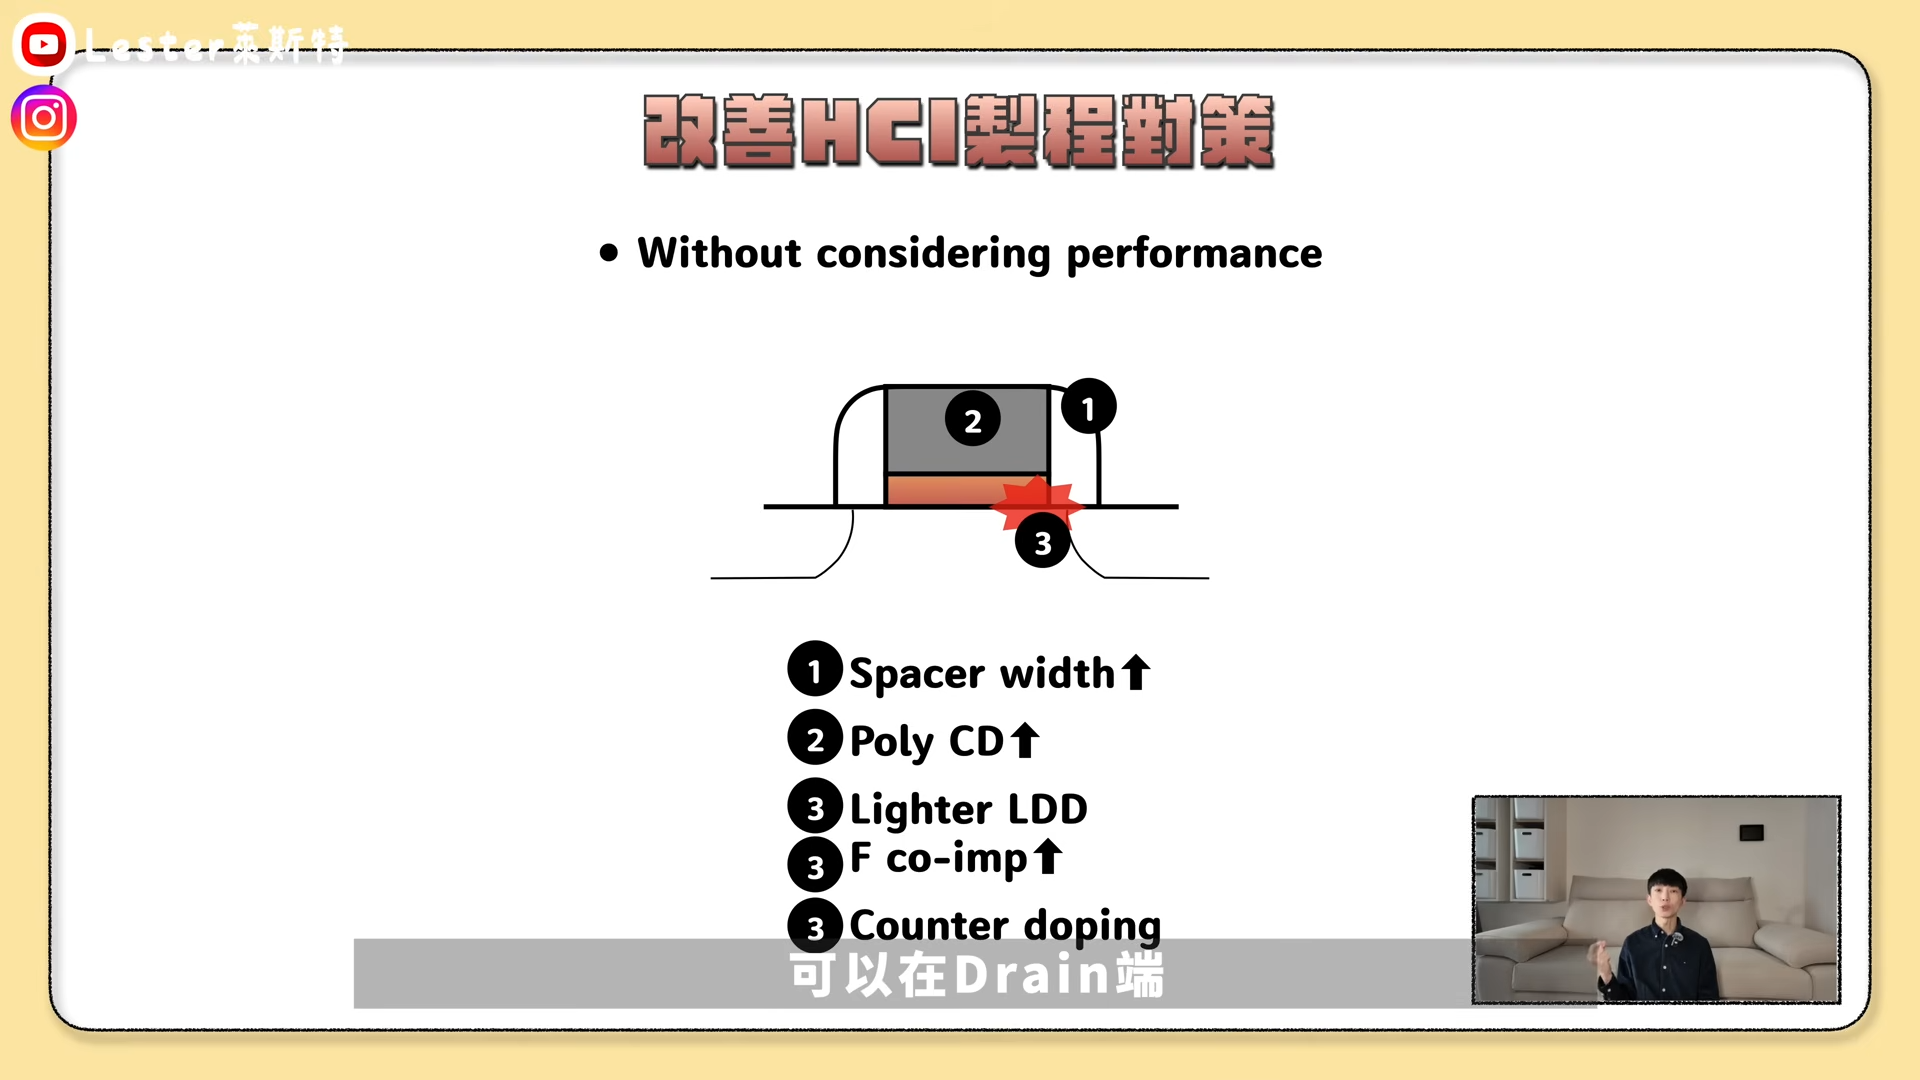 Lester萊斯特
改善HCI製程對策
• Without considering performance
2
1
3
1 Spacer width⬆
2 Poly CD⬆
3 Lighter LDD
3 F co-imp⬆
3 Counter doping
可以在Drain端